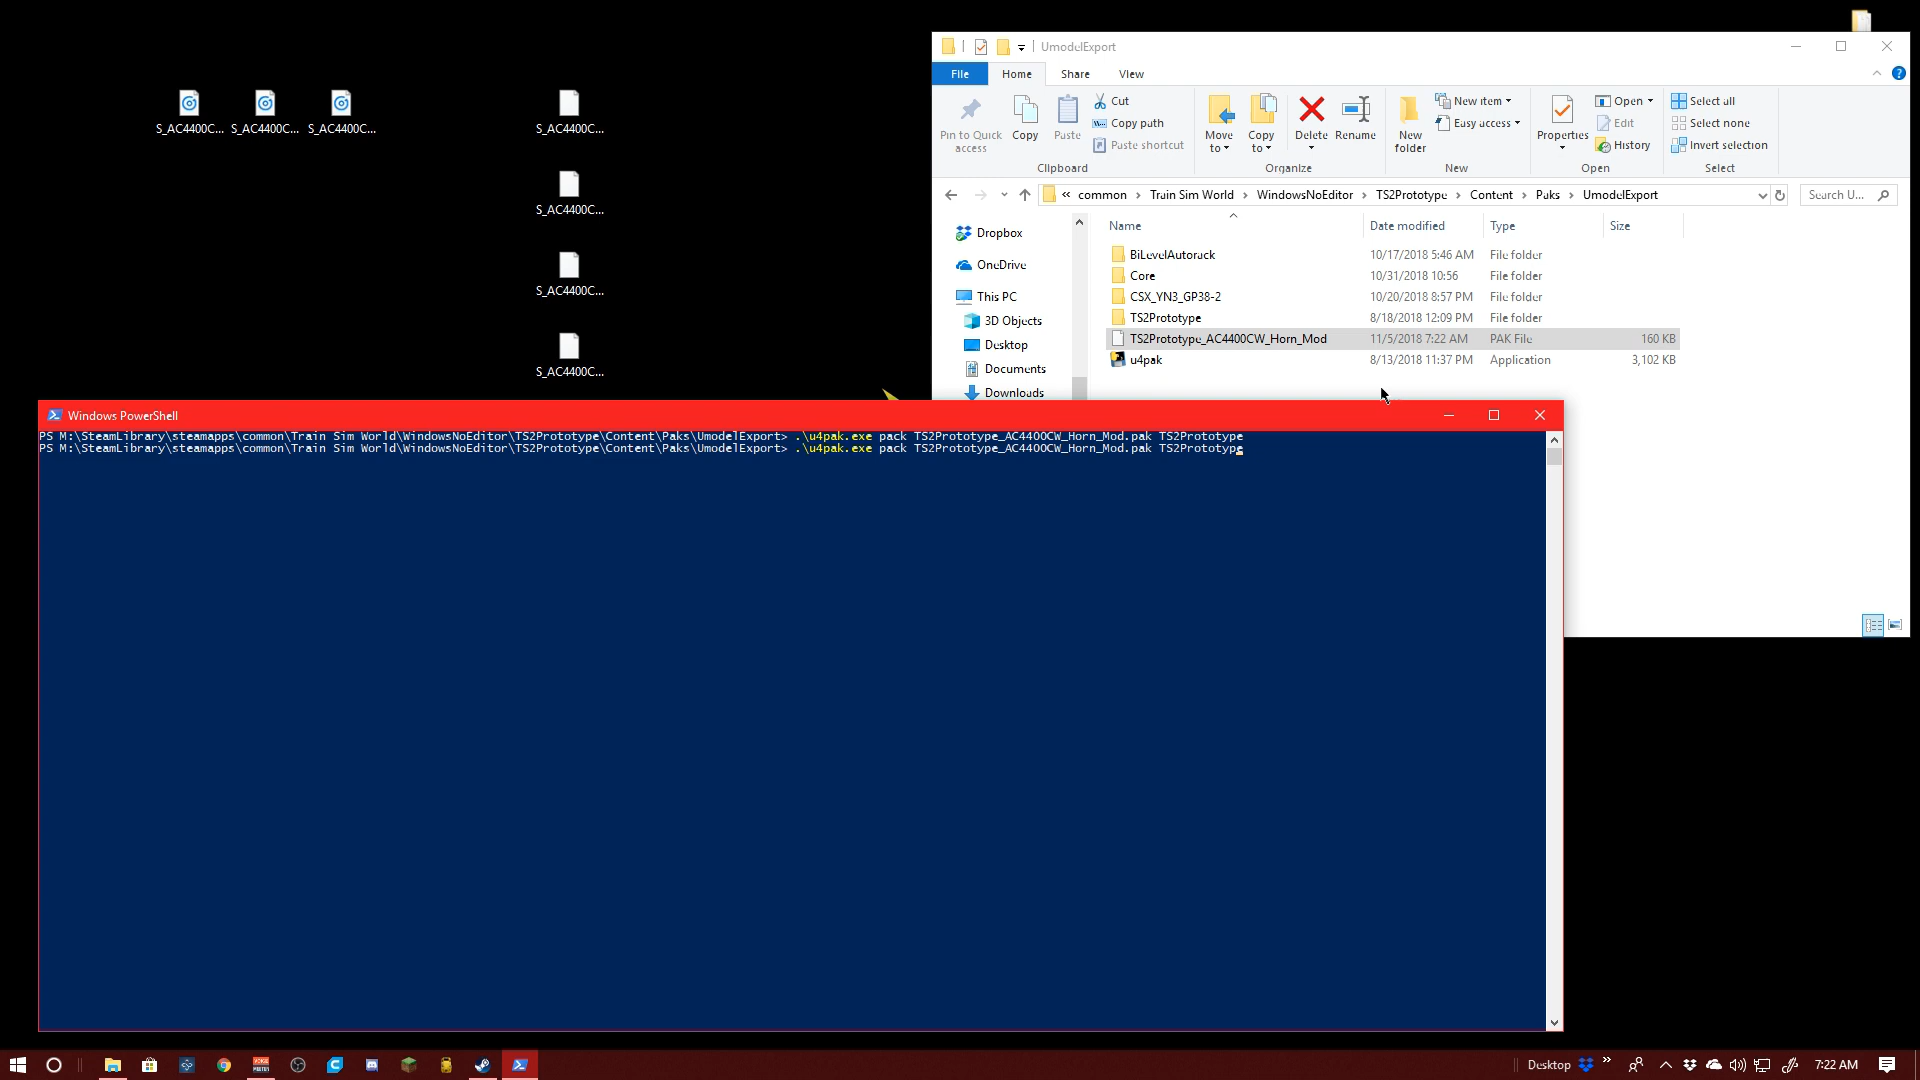 S_AC4400C... S_AC4400C... S_AC4400C... S_AC4400C...
S_AC4400C...
S_AC4400C...
S_AC4400C...
UmodelExport
File Home Share View
Pin to Quick access
Copy
Paste
Cut
Copy path
Paste shortcut
Clipboard
Move to
Copy to
Delete
Rename
Organize
New folder
New item
Easy access
New
Properties
Open
Edit
History
Open
Select all
Select none
Invert selection
Select
« common › Train Sim World › WindowsNoEditor › TS2Prototype › Content › Paks › UmodelExport
Search U...
Dropbox
OneDrive
This PC
3D Objects
Desktop
Documents
Downloads
Name Date modified Type Size
BiLevelAutorack 10/17/2018 5:46 AM File folder
Core 10/31/2018 10:56 File folder
CSX_YN3_GP38-2 10/20/2018 8:57 PM File folder
TS2Prototype 8/18/2018 12:09 PM File folder
TS2Prototype_AC4400CW_Horn_Mod 11/5/2018 7:22 AM PAK File 160 KB
u4pak 8/13/2018 11:37 PM Application 3,102 KB
Windows PowerShell
PS M:\SteamLibrary\steamapps\common\Train Sim World\WindowsNoEditor\TS2Prototype\Content\Paks\UmodelExport> .\u4pak.exe pack TS2Prototype_AC4400CW_Horn_Mod.pak TS2Prototype
PS M:\SteamLibrary\steamapps\common\Train Sim World\WindowsNoEditor\TS2Prototype\Content\Paks\UmodelExport> .\u4pak.exe pack TS2Prototype_AC4400CW_Horn_Mod.pak TS2Prototype
Desktop
7:22 AM